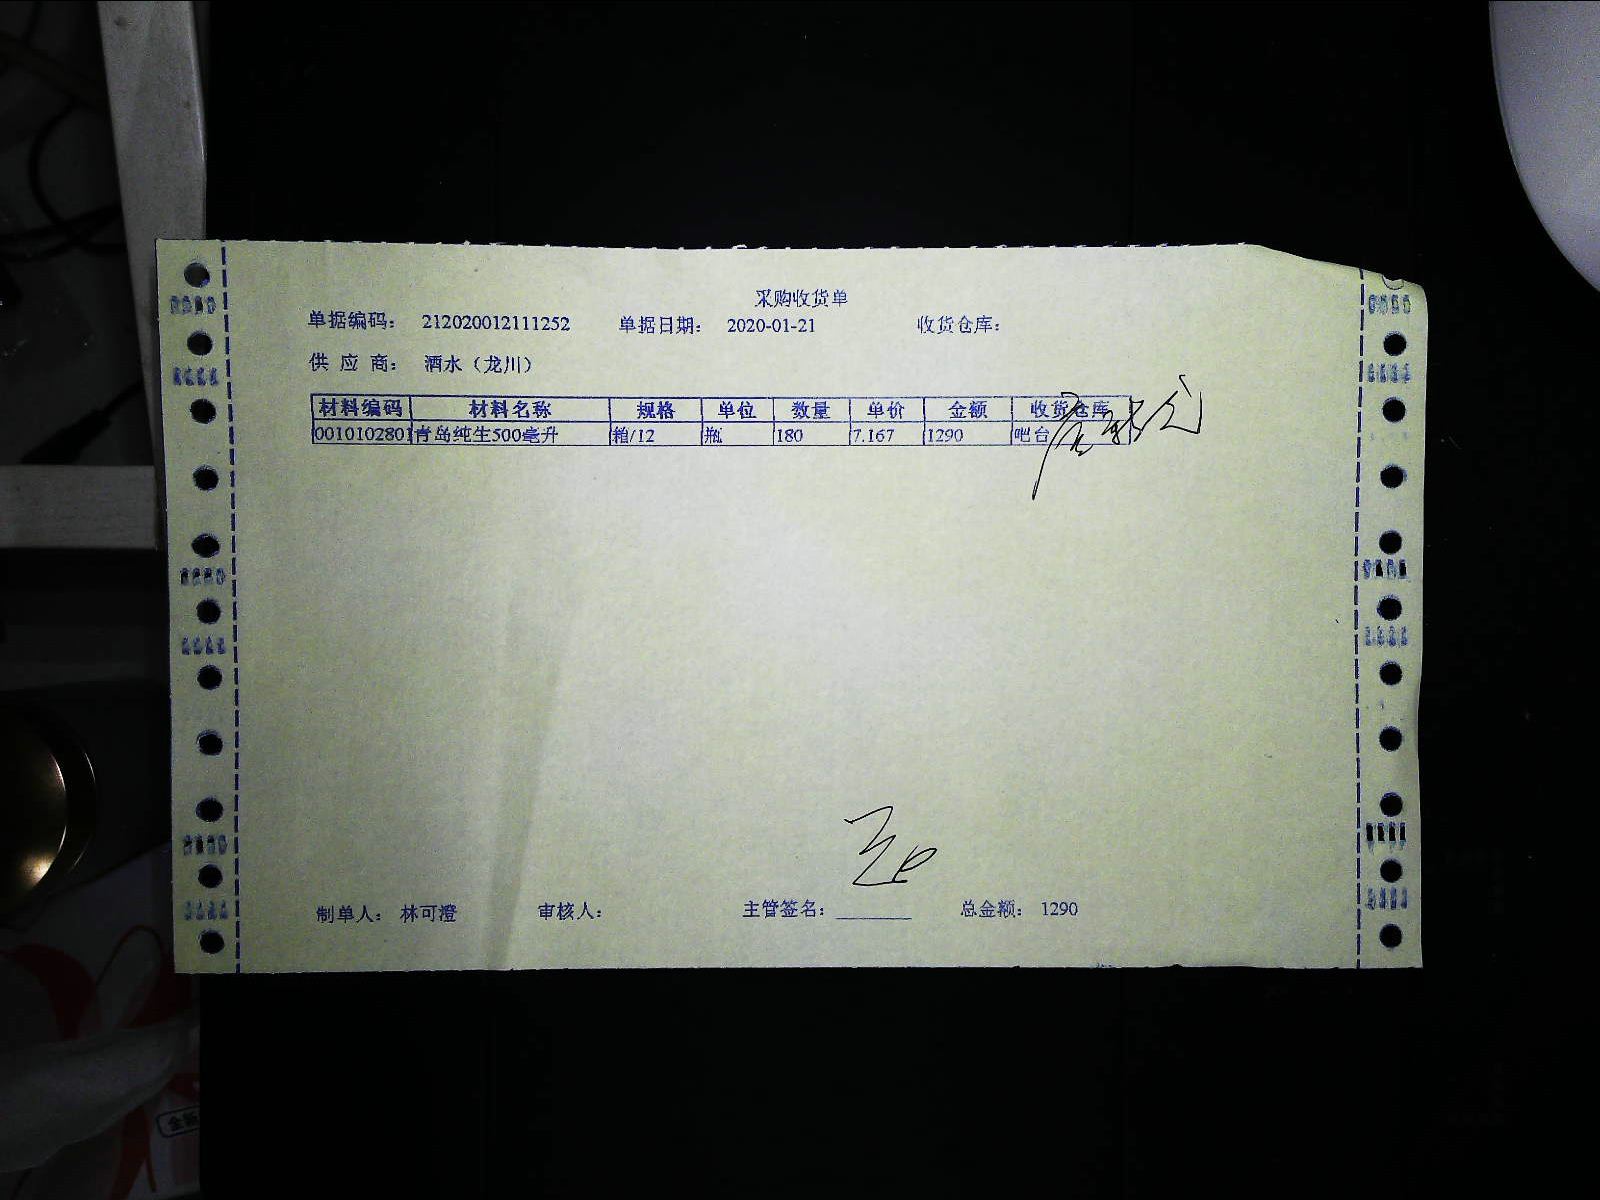 采购收货单
单据编码： 212020012111252 单据日期： 2020-01-21 收货仓库：
供 应 商： 酒水（龙川）
材料编码 材料名称 规格 单位 数量 单价 金额 收货仓库
0010102801 青岛纯生500毫升 箱/12 瓶 180 7.167 1290 吧台
制单人： 林可澄 审核人： 主管签名： 总金额： 1290